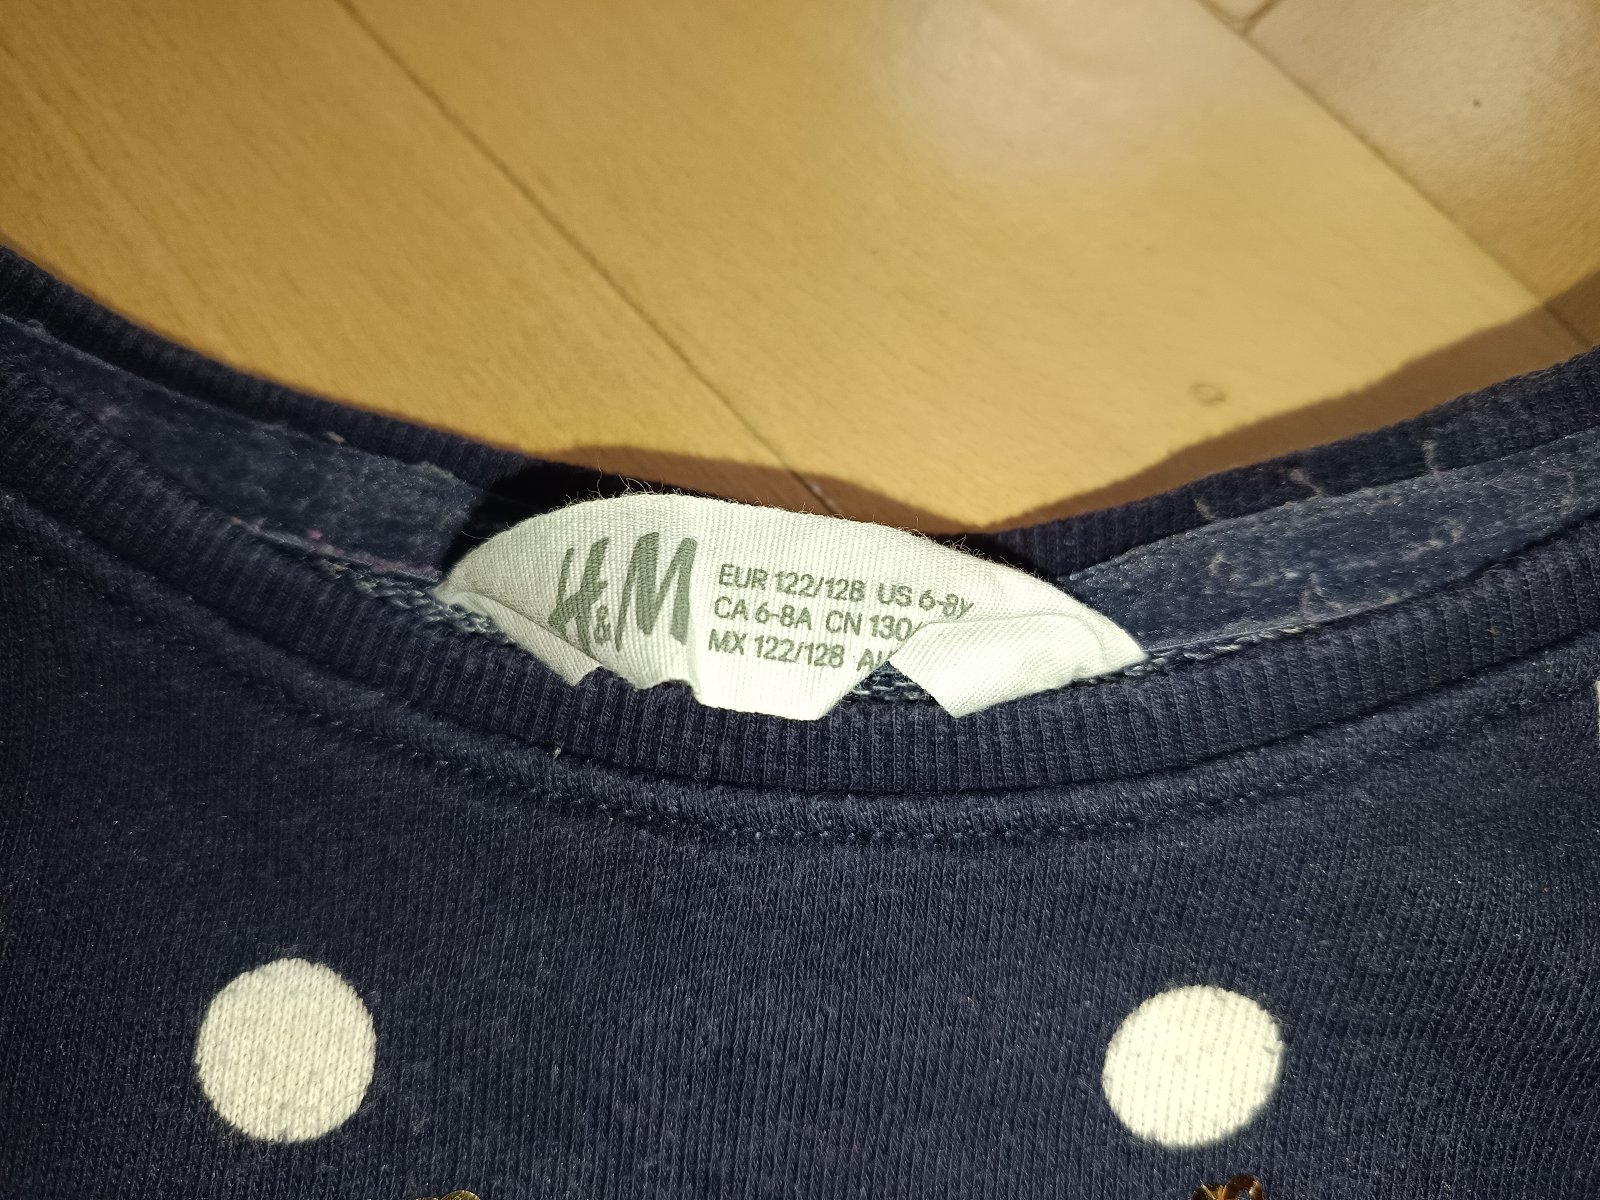 H&M
EUR 122/128 US 6-8Y
CA 6-8A CN 130/
MX 122/128